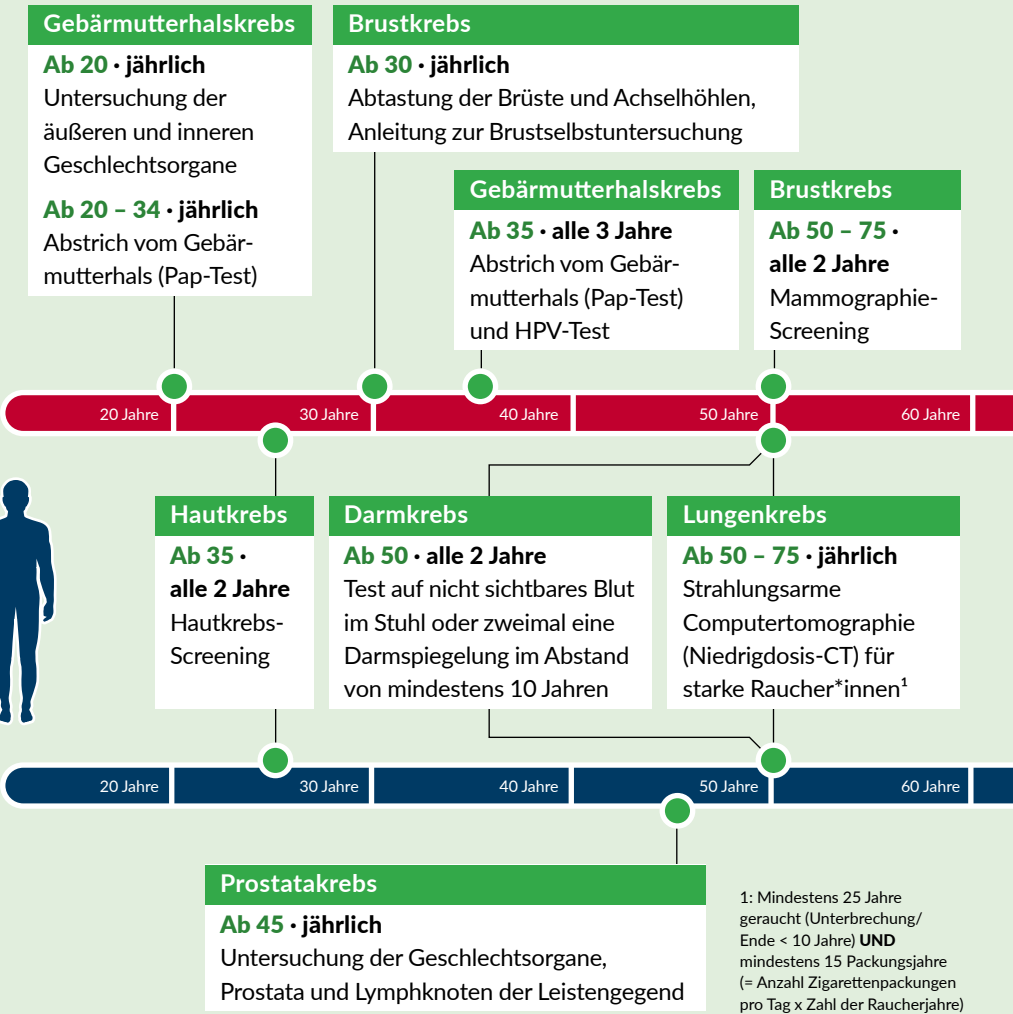 Gebärmutterhalskrebs
Ab 20 · jährlich
Untersuchung der
äußeren und inneren
Geschlechtsorgane
Ab 20 – 34 · jährlich
Abstrich vom Gebär-
mutterhals (Pap-Test)
Brustkrebs
Ab 30 · jährlich
Abtastung der Brüste und Achselhöhlen,
Anleitung zur Brustselbstuntersuchung
Gebärmutterhalskrebs
Ab 35 · alle 3 Jahre
Abstrich vom Gebär-
mutterhals (Pap-Test)
und HPV-Test
Brustkrebs
Ab 50 – 75 ·
alle 2 Jahre
Mammographie-
Screening
20 Jahre
30 Jahre
40 Jahre
50 Jahre
60 Jahre
Hautkrebs
Ab 35 ·
alle 2 Jahre
Hautkrebs-
Screening
Darmkrebs
Ab 50 · alle 2 Jahre
Test auf nicht sichtbares Blut
im Stuhl oder zweimal eine
Darmspiegelung im Abstand
von mindestens 10 Jahren
Lungenkrebs
Ab 50 – 75 · jährlich
Strahlungsarme
Computertomographie
(Niedrigdosis-CT) für
starke Raucher*innen¹
20 Jahre
30 Jahre
40 Jahre
50 Jahre
60 Jahre
Prostatakrebs
Ab 45 · jährlich
Untersuchung der Geschlechtsorgane,
Prostata und Lymphknoten der Leistengegend
1: Mindestens 25 Jahre
geraucht (Unterbrechung/
Ende < 10 Jahre) UND
mindestens 15 Packungsjahre
(= Anzahl Zigarettenpackungen
pro Tag x Zahl der Raucherjahre)